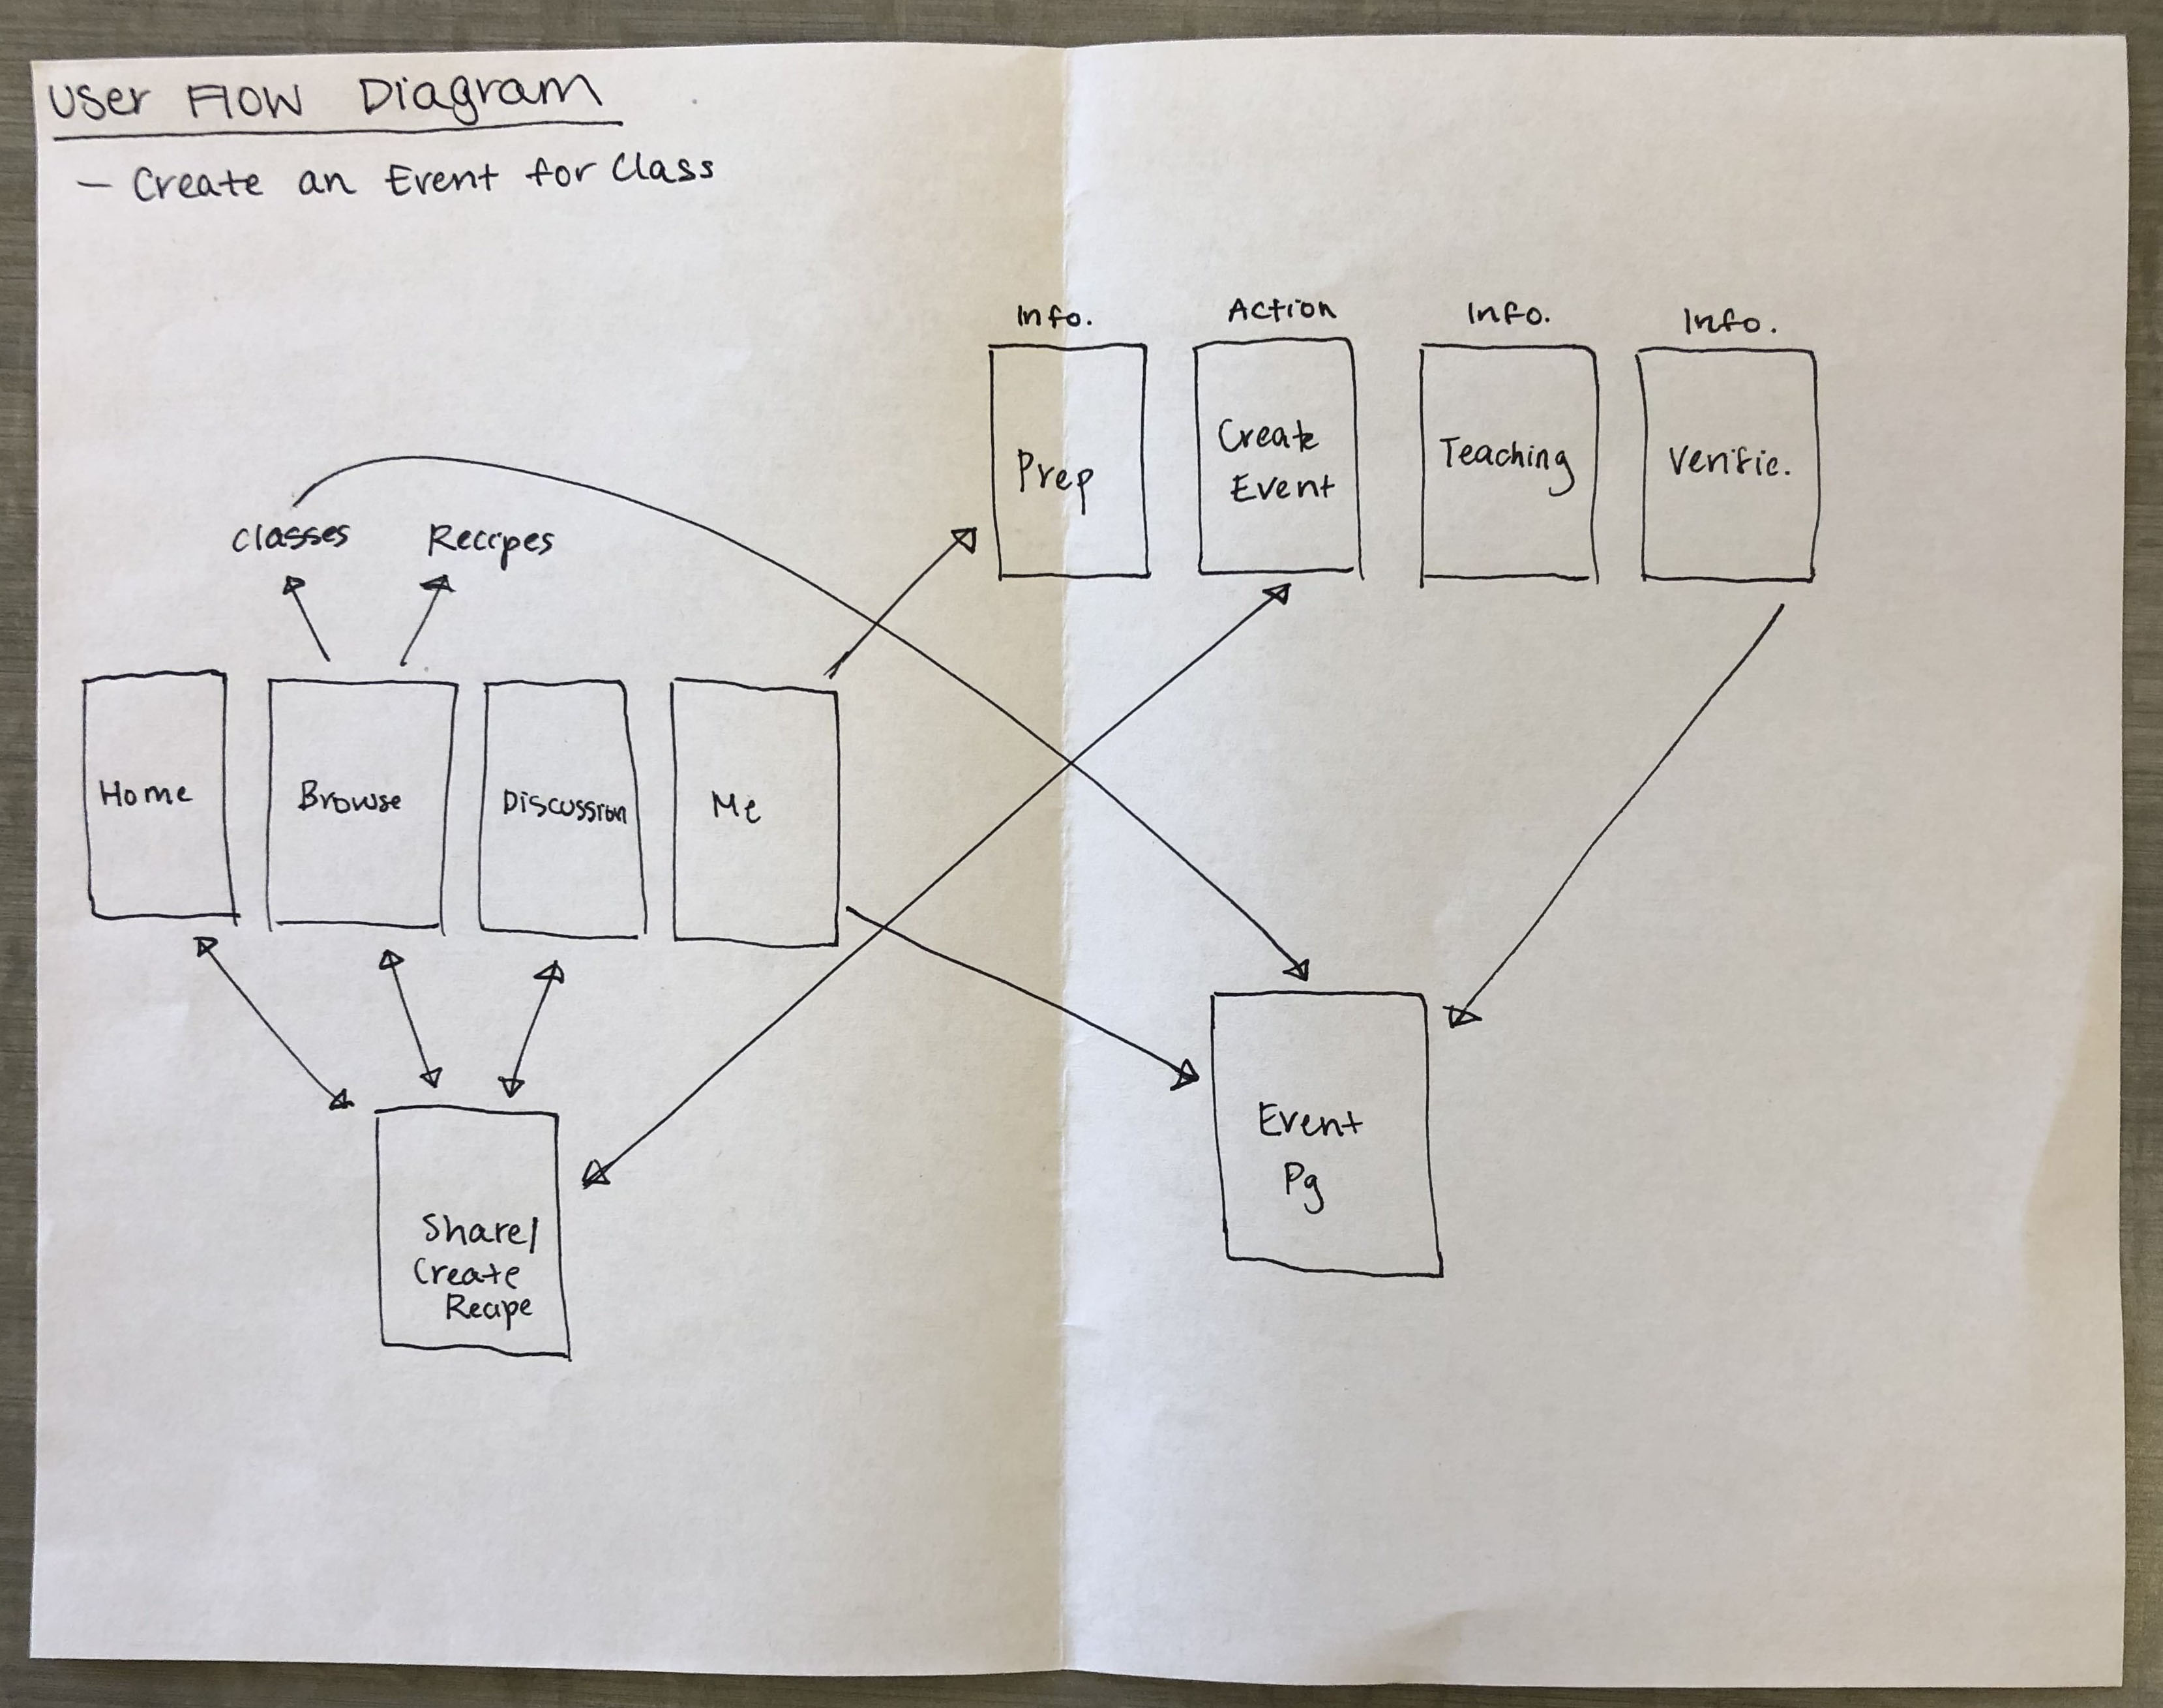 User Flow Diagram
- Create an Event for Class
Info.
Action
Info.
Info.
Prep
Create
Event
Teaching
Verific.
classes
Recipes
Home
Browse
Discussion
Me
Share/
Create
Recipe
Event
Pg